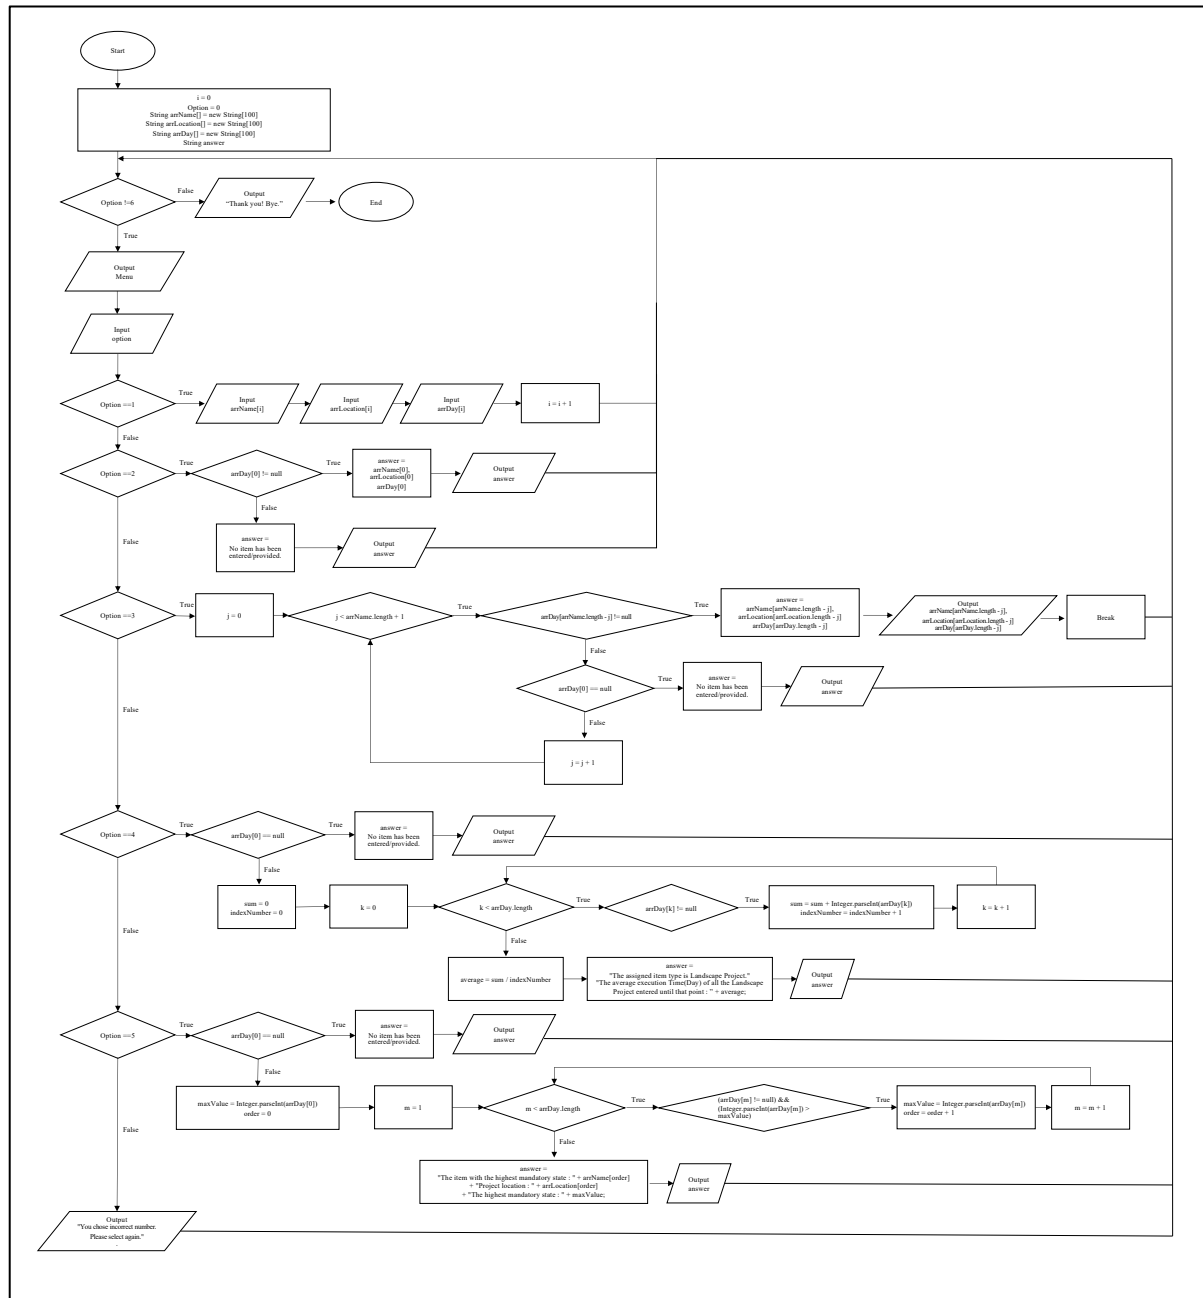 Start
i = 0
Option = 0
String arrName[] = new String[100]
String arrLocation[] = new String[100]
String arrDay[] = new String[100]
String answer
Option !=6
False
Output
"Thank you! Bye."
End
True
Output
Menu
Input
option
Option ==1
True
Input
arrName[i]
Input
arrLocation[i]
Input
arrDay[i]
i = i + 1
False
Option ==2
True
arrDay[0] != null
True
answer =
arrName[0],
arrLocation[0]
arrDay[0]
Output
answer
False
answer =
No item has been
entered/provided.
Output
answer
False
Option ==3
True
j = 0
j < arrName.length + 1
True
arrDay[arrName.length - j] != null
True
answer =
arrName[arrName.length - j],
arrLocation[arrLocation.length - j]
arrDay[arrDay.length - j]
Output
arrName[arrName.length - j],
arrLocation[arrLocation.length - j]
arrDay[arrDay.length - j]
Break
False
arrDay[0] == null
True
answer =
No item has been
entered/provided.
Output
answer
False
j = j + 1
False
Option ==4
True
arrDay[0] == null
True
answer =
No item has been
entered/provided.
Output
answer
False
sum = 0
indexNumber = 0
k = 0
k < arrDay.length
True
arrDay[k] != null
True
sum = sum + Integer.parseInt(arrDay[k])
indexNumber = indexNumber + 1
k = k + 1
False
average = sum / indexNumber
answer =
"The assigned item type is Landscape Project."
"The average execution Time(Day) of all the Landscape
Project entered until that point : " + average;
Output
answer
False
Option ==5
True
arrDay[0] == null
True
answer =
No item has been
entered/provided.
Output
answer
False
maxValue = Integer.parseInt(arrDay[0])
order = 0
m = 1
m < arrDay.length
True
(arrDay[m] != null) &&
(Integer.parseInt(arrDay[m]) >
maxValue)
True
maxValue = Integer.parseInt(arrDay[m])
order = order + 1
m = m + 1
False
answer =
"The item with the highest mandatory state : " + arrName[order]
+ "Project location : " + arrLocation[order]
+ "The highest mandatory state : " + maxValue;
Output
answer
False
Output
"You chose incorrect number.
Please select again."
.